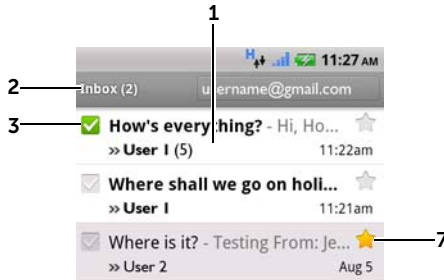 1
H 11:27 AM
2 Inbox (2) username@gmail.com
3 How's everything? - Hi, Ho...
»User 1 (5) 11:22am
Where shall we go on holi...
»User 1 11:21am
Where is it? - Testing From: Je... 7
»User 2 Aug 5